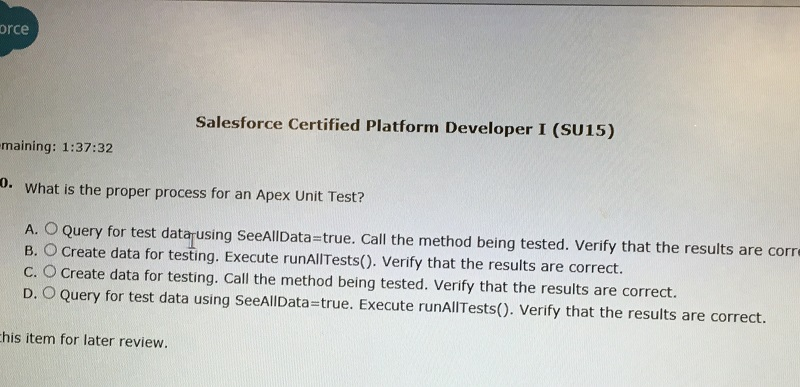 orce
Salesforce Certified Platform Developer I (SU15)
maining: 1:37:32
0. What is the proper process for an Apex Unit Test?
A. Query for test data using SeeAllData=true. Call the method being tested. Verify that the results are corre
B. Create data for testing. Execute runAllTests(). Verify that the results are correct.
C. Create data for testing. Call the method being tested. Verify that the results are correct.
D. Query for test data using SeeAllData=true. Execute runAllTests(). Verify that the results are correct.
this item for later review.